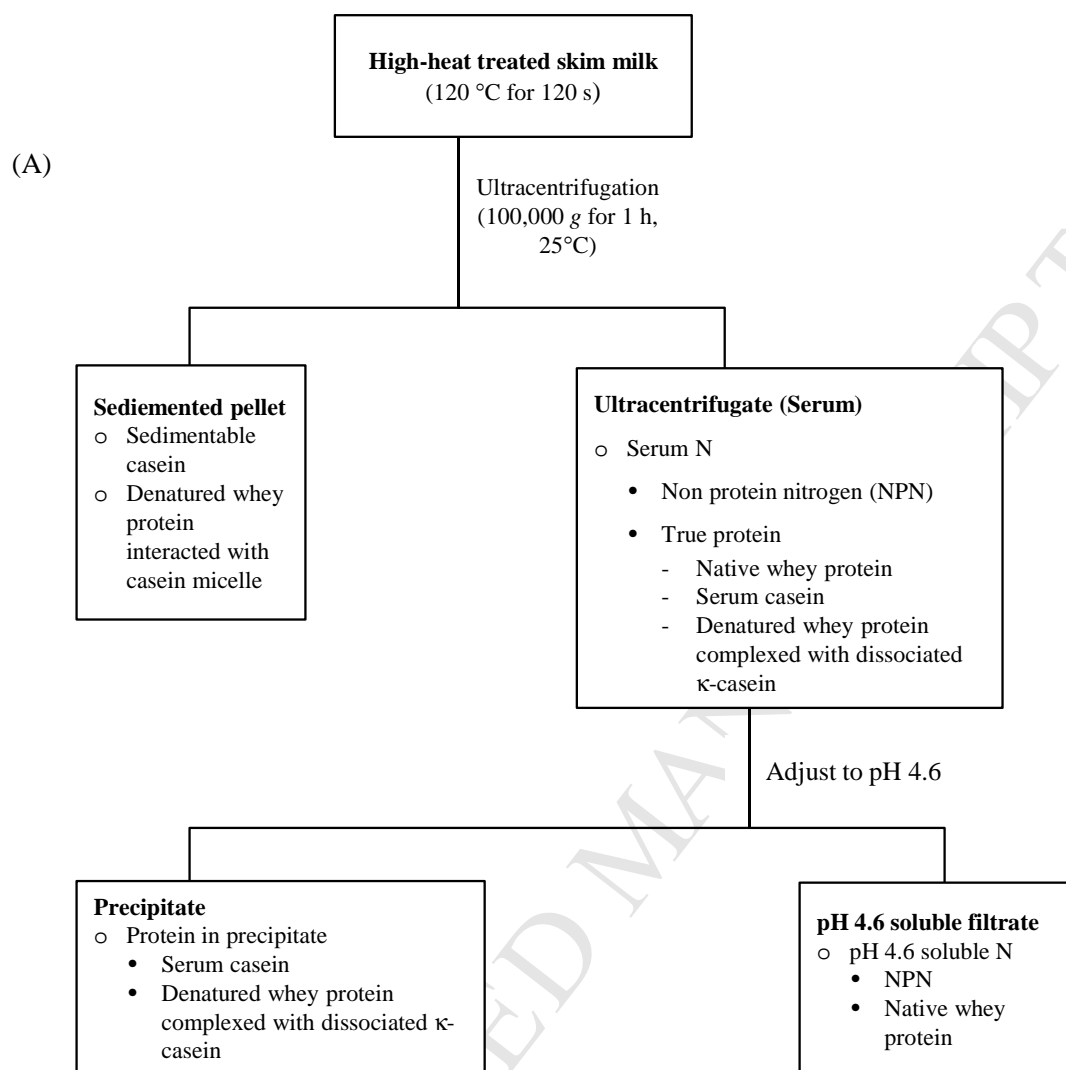 High-heat treated skim milk
(120 °C for 120 s)
(A)
Ultracentrifugation
(100,000 g for 1 h,
25°C)
Sediemented pellet
o Sedimentable
casein
o Denatured whey
protein
interacted with
casein micelle
Ultracentrifugate (Serum)
o Serum N
• Non protein nitrogen (NPN)
• True protein
- Native whey protein
- Serum casein
- Denatured whey protein
complexed with dissociated
κ-casein
Adjust to pH 4.6
Precipitate
o Protein in precipitate
• Serum casein
• Denatured whey protein
complexed with dissociated κ-
casein
pH 4.6 soluble filtrate
o pH 4.6 soluble N
• NPN
• Native whey
protein